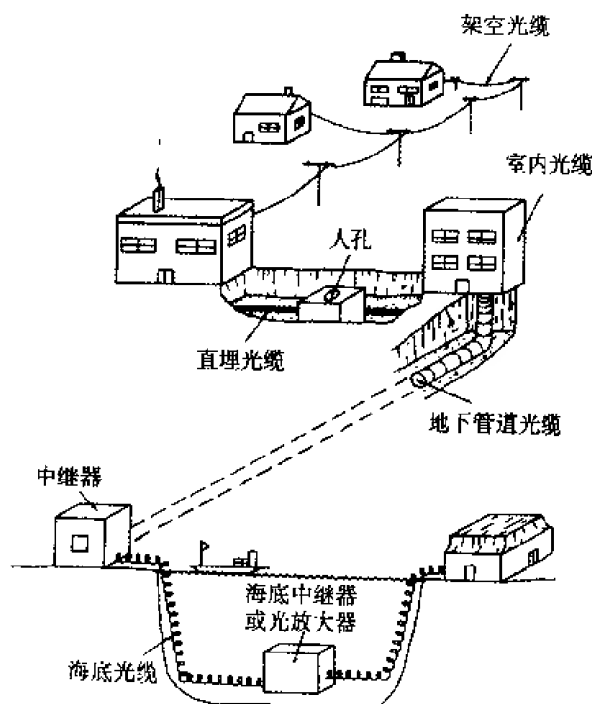 架空光缆
室内光缆
人孔
直埋光缆
地下管道光缆
中继器
海底中继器
或光放大器
海底光缆